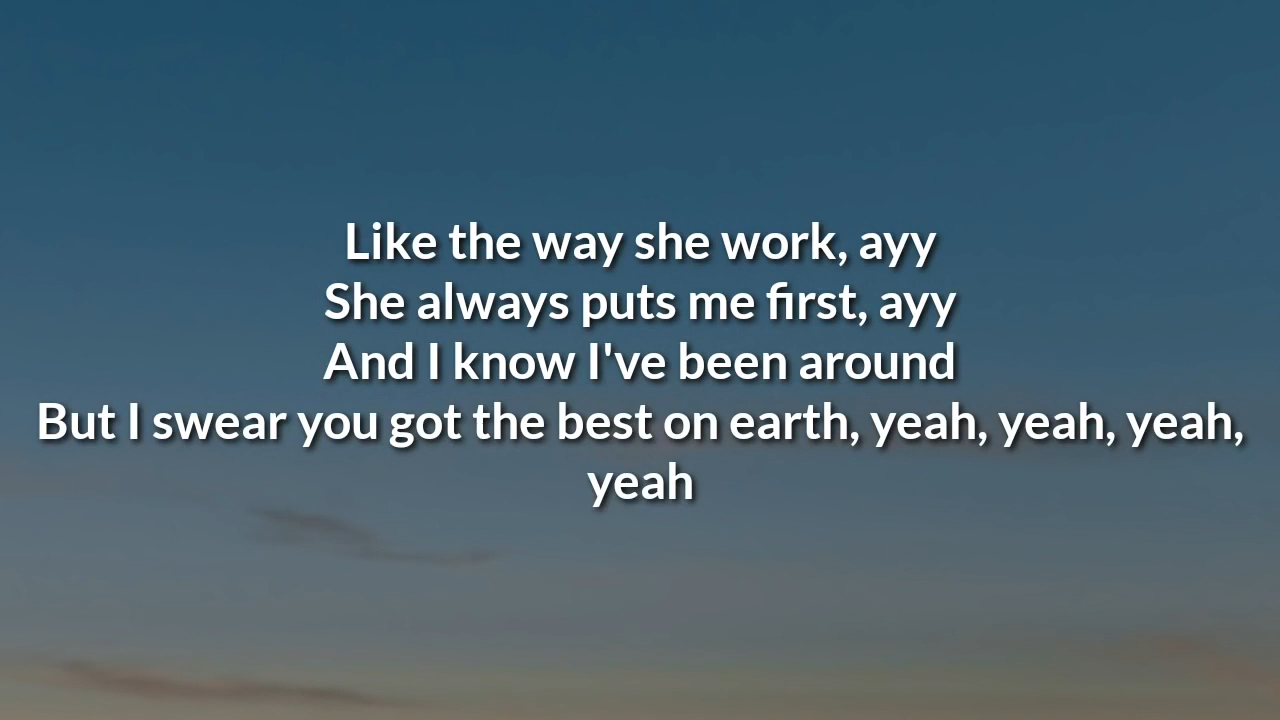 Like the way she work, ayy
She always puts me first, ayy
And I know I've been around
But I swear you got the best on earth, yeah, yeah, yeah,
yeah